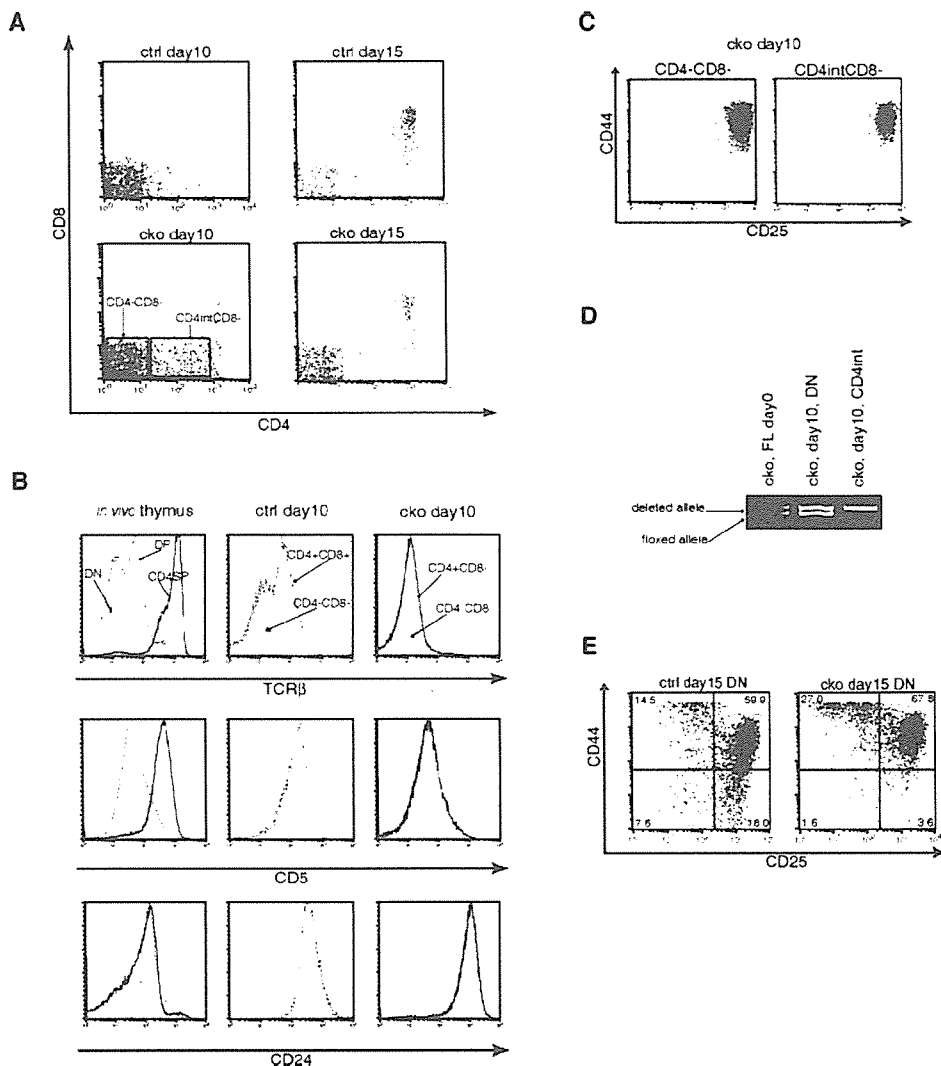 A
ctrl day10
ctrl day15
CD8
cko day10
cko day15
CD4-CD8-
CD4intCD8-
CD4
B
in vivo thymus
ctrl day10
cko day10
DN
DP
CD4SP
CD4+CD8+
CD4-CD8-
CD4+CD8-
CD4-CD8-
TCRβ
CD5
CD24
C
cko day10
CD4-CD8-
CD4intCD8-
CD44
CD25
D
cko, FL day0
cko, day10, DN
cko, day10, CD4int
deleted allele
floxed allele
E
ctrl day15 DN
cko day15 DN
14.5
59.9
7.6
18.0
27.0
67.8
1.6
3.6
CD44
CD25